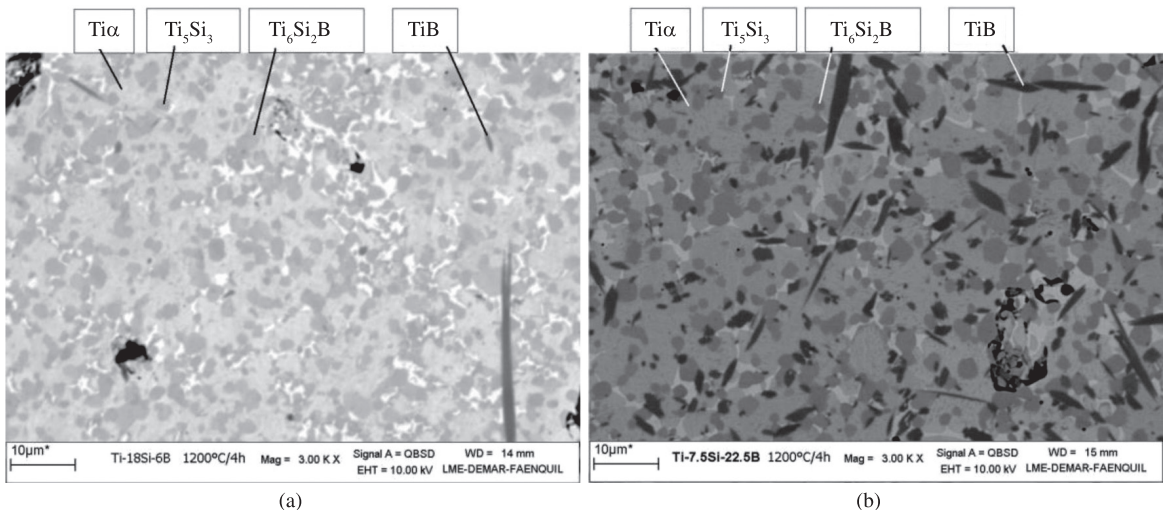 Tiα Ti₅Si₃ Ti₆Si₂B TiB
Tiα Ti₅Si₃ Ti₆Si₂B TiB
10µm*
Ti-18Si-6B 1200ºC/4h
Mag = 3.00 K X
Signal A = QBSD WD = 14 mm
EHT = 10.00 kV LME-DEMAR-FAENQUIL
10µm*
Ti-7.5Si-22.5B 1200ºC/4h
Mag = 3.00 K X
Signal A = QBSD WD = 15 mm
EHT = 10.00 kV LME-DEMAR-FAENQUIL
(a)
(b)